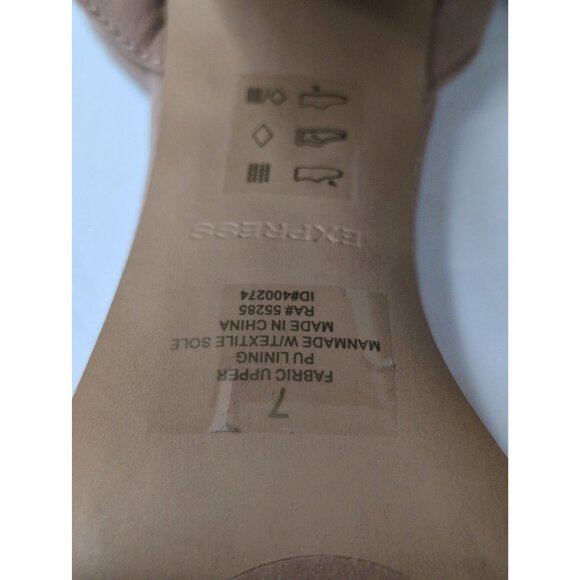 7
FABRIC UPPER
PU LINING
MANMADE W/TEXTILE SOLE
MADE IN CHINA
RA# 55285
ID#400274
EXPRESS